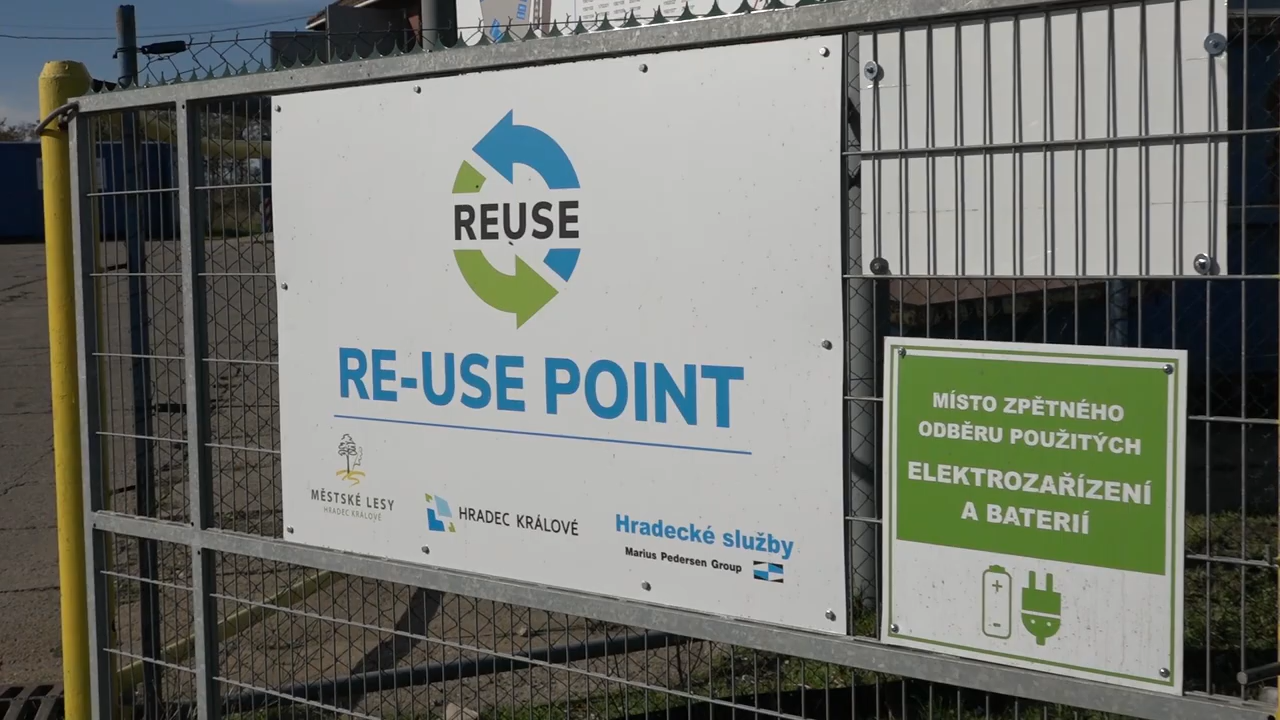 REUSE
RE-USE POINT
MĚSTSKÉ LESY
HRADEC KRÁLOVÉ
HRADEC KRÁLOVÉ
Hradecké služby
Marius Pedersen Group
MÍSTO ZPĚTNÉHO
ODBĚRU POUŽITÝCH
ELEKTROZAŘÍZENÍ
A BATERIÍ